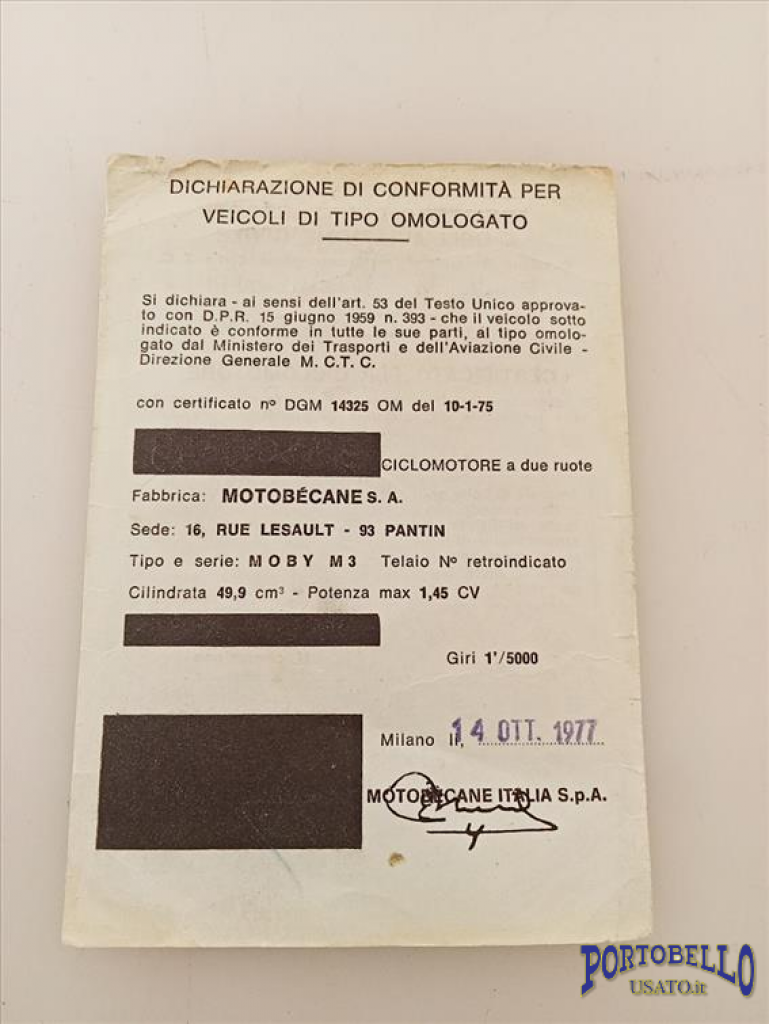 DICHIARAZIONE DI CONFORMITÀ PER
VEICOLI DI TIPO OMOLOGATO
Si dichiara - ai sensi dell'art. 53 del Testo Unico approva-
to con D.P.R. 15 giugno 1959 n. 393 - che il veicolo sotto
indicato è conforme in tutte le sue parti, al tipo omolo-
gato dal Ministero dei Trasporti e dell'Aviazione Civile -
Direzione Generale M. C.T. C.
con certificato nº DGM 14325 OM del 10-1-75
CICLOMOTORE a due ruote
Fabbrica: MOTOBÉCANE S. A.
Sede: 16, RUE LESAULT - 93 PANTIN
Tipo e serie: MOBY M3 Telaio Nº retroindicato
Cilindrata 49,9 cm³ - Potenza max 1,45 CV
Giri 1'/5000
Milano lì, 14 OTT. 1977
MOTOBÉCANE ITALIA S.p.A.
PORTOBELLO
USATO.it